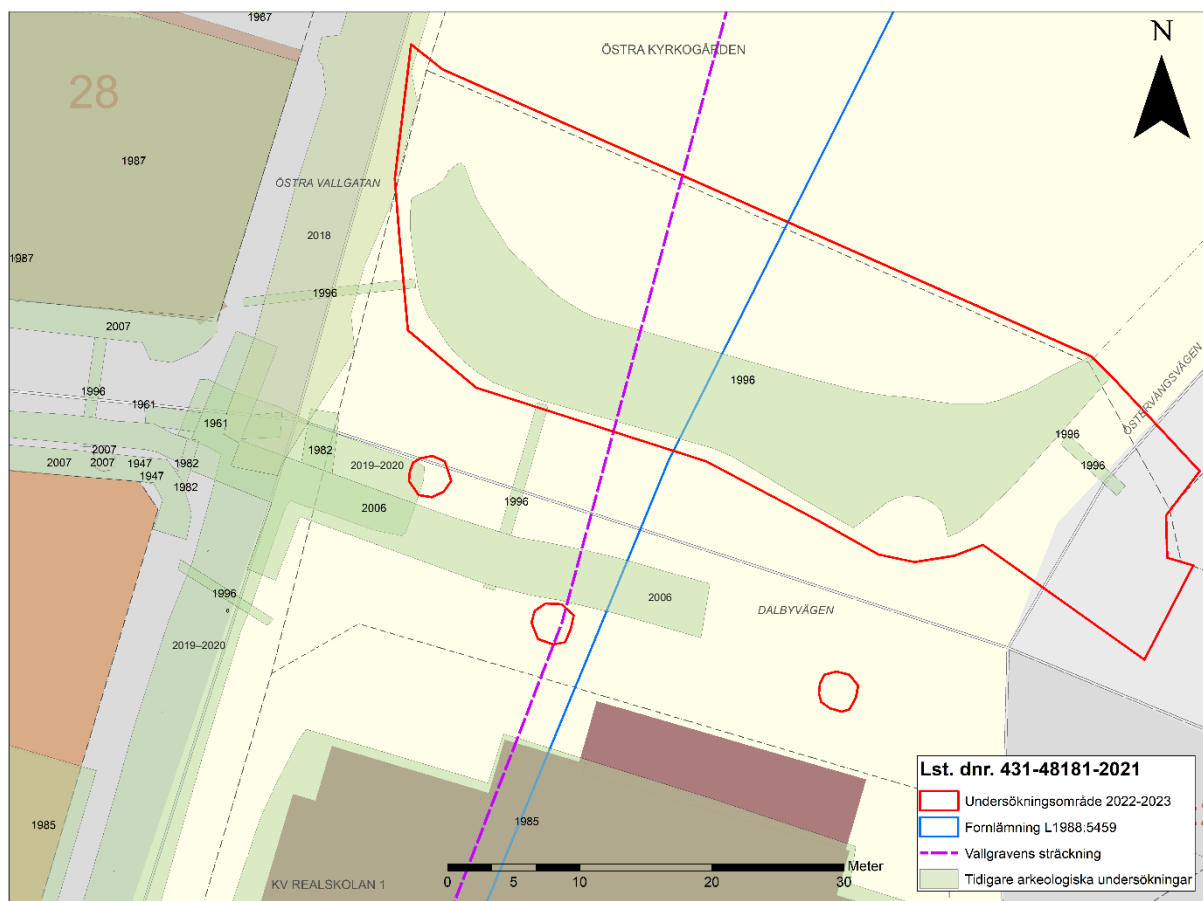 1987
ÖSTRA KYRKOGÅRDEN
N
28
1987
ÖSTRA VALLGATAN
2018
1987
1996
2007
ÖSTERVÅNGSVÄGEN
1996
1996
1961
1961
1996
2007
1982
2019–2020
2007
2007
1947
1982
1996
1947
1982
1996
2006
1996
2006
DALBYVÄGEN
2019–2020
Lst. dnr. 431-48181-2021
Undersökningsområde 2022-2023
Fornlämning L1988:5459
Vallgravens sträckning
Tidigare arkeologiska undersökningar
1985
1985
KV REALSKOLAN 1
Meter
0 5 10 20 30